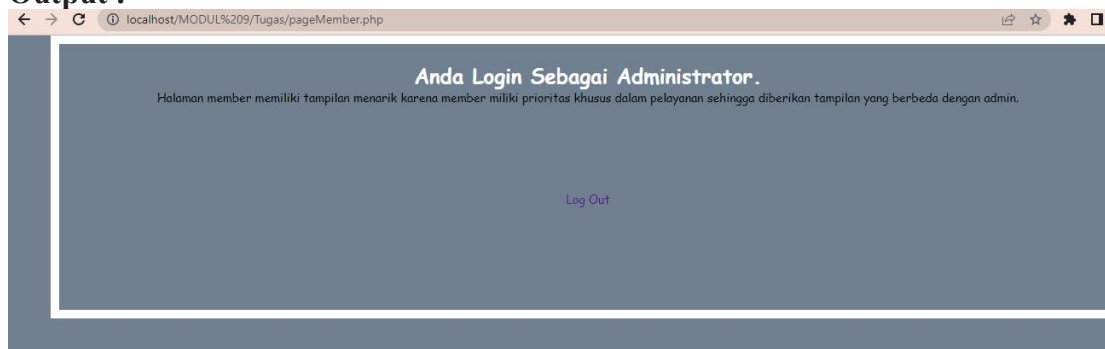 Output :
localhost/MODUL%209/Tugas/pageMember.php
Anda Login Sebagai Administrator.
Halaman member memiliki tampilan menarik karena member miliki prioritas khusus dalam pelayanan sehingga diberikan tampilan yang berbeda dengan admin.
Log Out